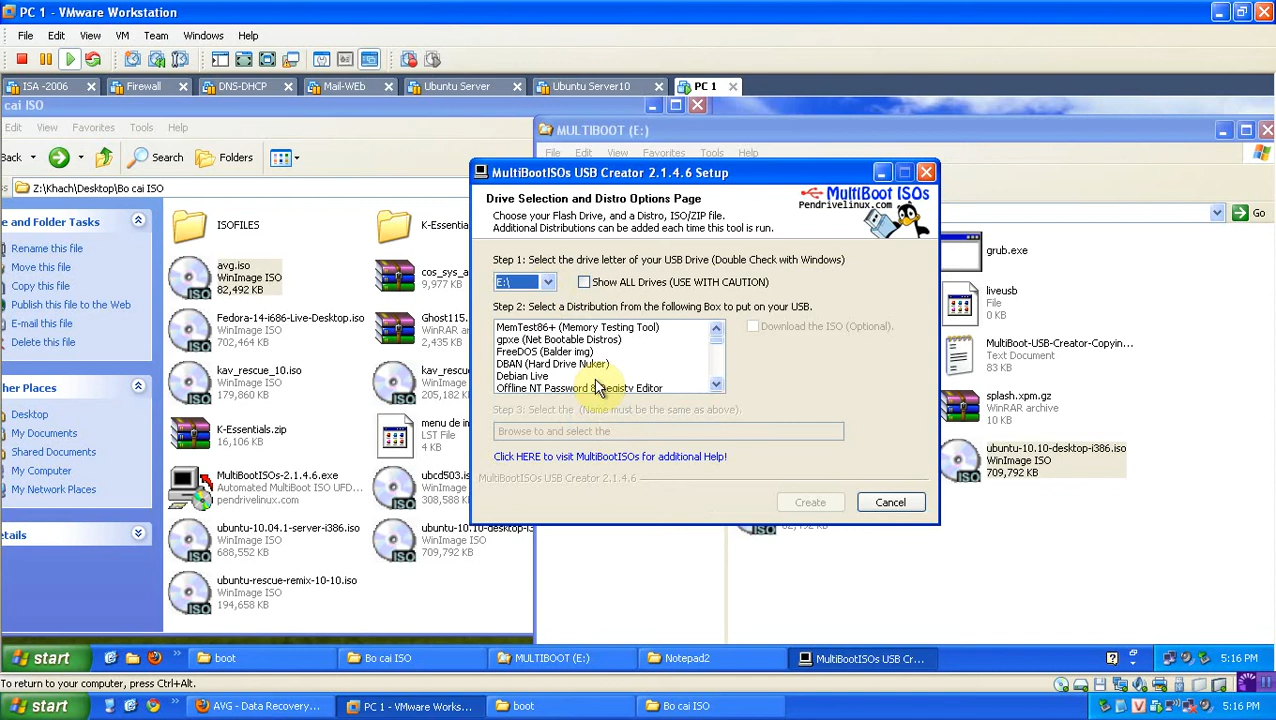 PC 1 - VMware Workstation
File Edit View VM Team Windows Help
ISA -2006 Firewall DNS-DHCP Mail-WEb Ubuntu Server Ubuntu Server10 PC 1
cai ISO
Edit View Favorites Tools Help
Back Search Folders
Z:\Khach\Desktop\Bo cai ISO
and Folder Tasks
Rename this file
Move this file
Copy this file
Publish this file to the Web
E-mail this file
Delete this file
Other Places
Desktop
My Documents
Shared Documents
My Computer
My Network Places
Details
ISOFILES
K-Essential
avg.iso
WinImage ISO
82,492 KB
cos_sys_
WinRAR a
9,977 KB
Fedora-14-i686-Live-Desktop.iso
WinImage ISO
702,464 KB
Ghost115.
WinRAR a
kav_rescue_10.iso
WinImage ISO
179,860 KB
kav_rescu
WinImage
205,182 K
K-Essentials.zip
WinRAR ZIP archive
16,106 KB
menu de in
LST File
4 KB
MultiBootISOs-2.1.4.6.exe
Automated MultiBoot ISO UFD...
pendrivelinux.com
ubcd503.is
WinImage
308,588 K
ubuntu-10.04.1-server-i386.iso
WinImage ISO
688,552 KB
ubuntu-10.10-desktop-i
WinImage ISO
709,792 KB
ubuntu-rescue-remix-10-10.iso
WinImage ISO
194,658 KB
MULTIBOOT (E:)
File Edit View Favorites Tools Help
Go
grub.exe
liveusb
File
MultiBoot-USB-Creator-Copyin...
Text Document
splash.xpm.gz
WinRAR archive
10 KB
ubuntu-10.10-desktop-i386.iso
WinImage ISO
709,792 KB
MultiBootISOs USB Creator 2.1.4.6 Setup
Drive Selection and Distro Options Page
Choose your Flash Drive, and a Distro, ISO/ZIP file.
Additional Distributions can be added each time this tool is run.
MultiBoot ISOs
Pendrivelinux.com
Step 1: Select the drive letter of your USB Drive (Double Check with Windows)
E:\ Show ALL Drives (USE WITH CAUTION)
Step 2: Select a Distribution from the following Box to put on your USB.
MemTest86+ (Memory Testing Tool)
gpxe (Net Bootable Distros)
FreeDOS (Balder img)
DBAN (Hard Drive Nuker)
Debian Live
Offline NT Password & Registy Editor
Download the ISO (Optional).
Step 3: Select the (Name must be the same as above).
Browse to and select the
Click HERE to visit MultiBootISOs for additional Help!
MultiBootISOs USB Creator 2.1.4.6
Create Cancel
start boot Bo cai ISO MULTIBOOT (E:) Notepad2 MultiBootISOs USB Cr... 5:16 PM
To return to your computer, press Ctrl+Alt.
start AVG - Data Recovery... PC 1 - VMware Works... boot Bo cai ISO 5:16 PM